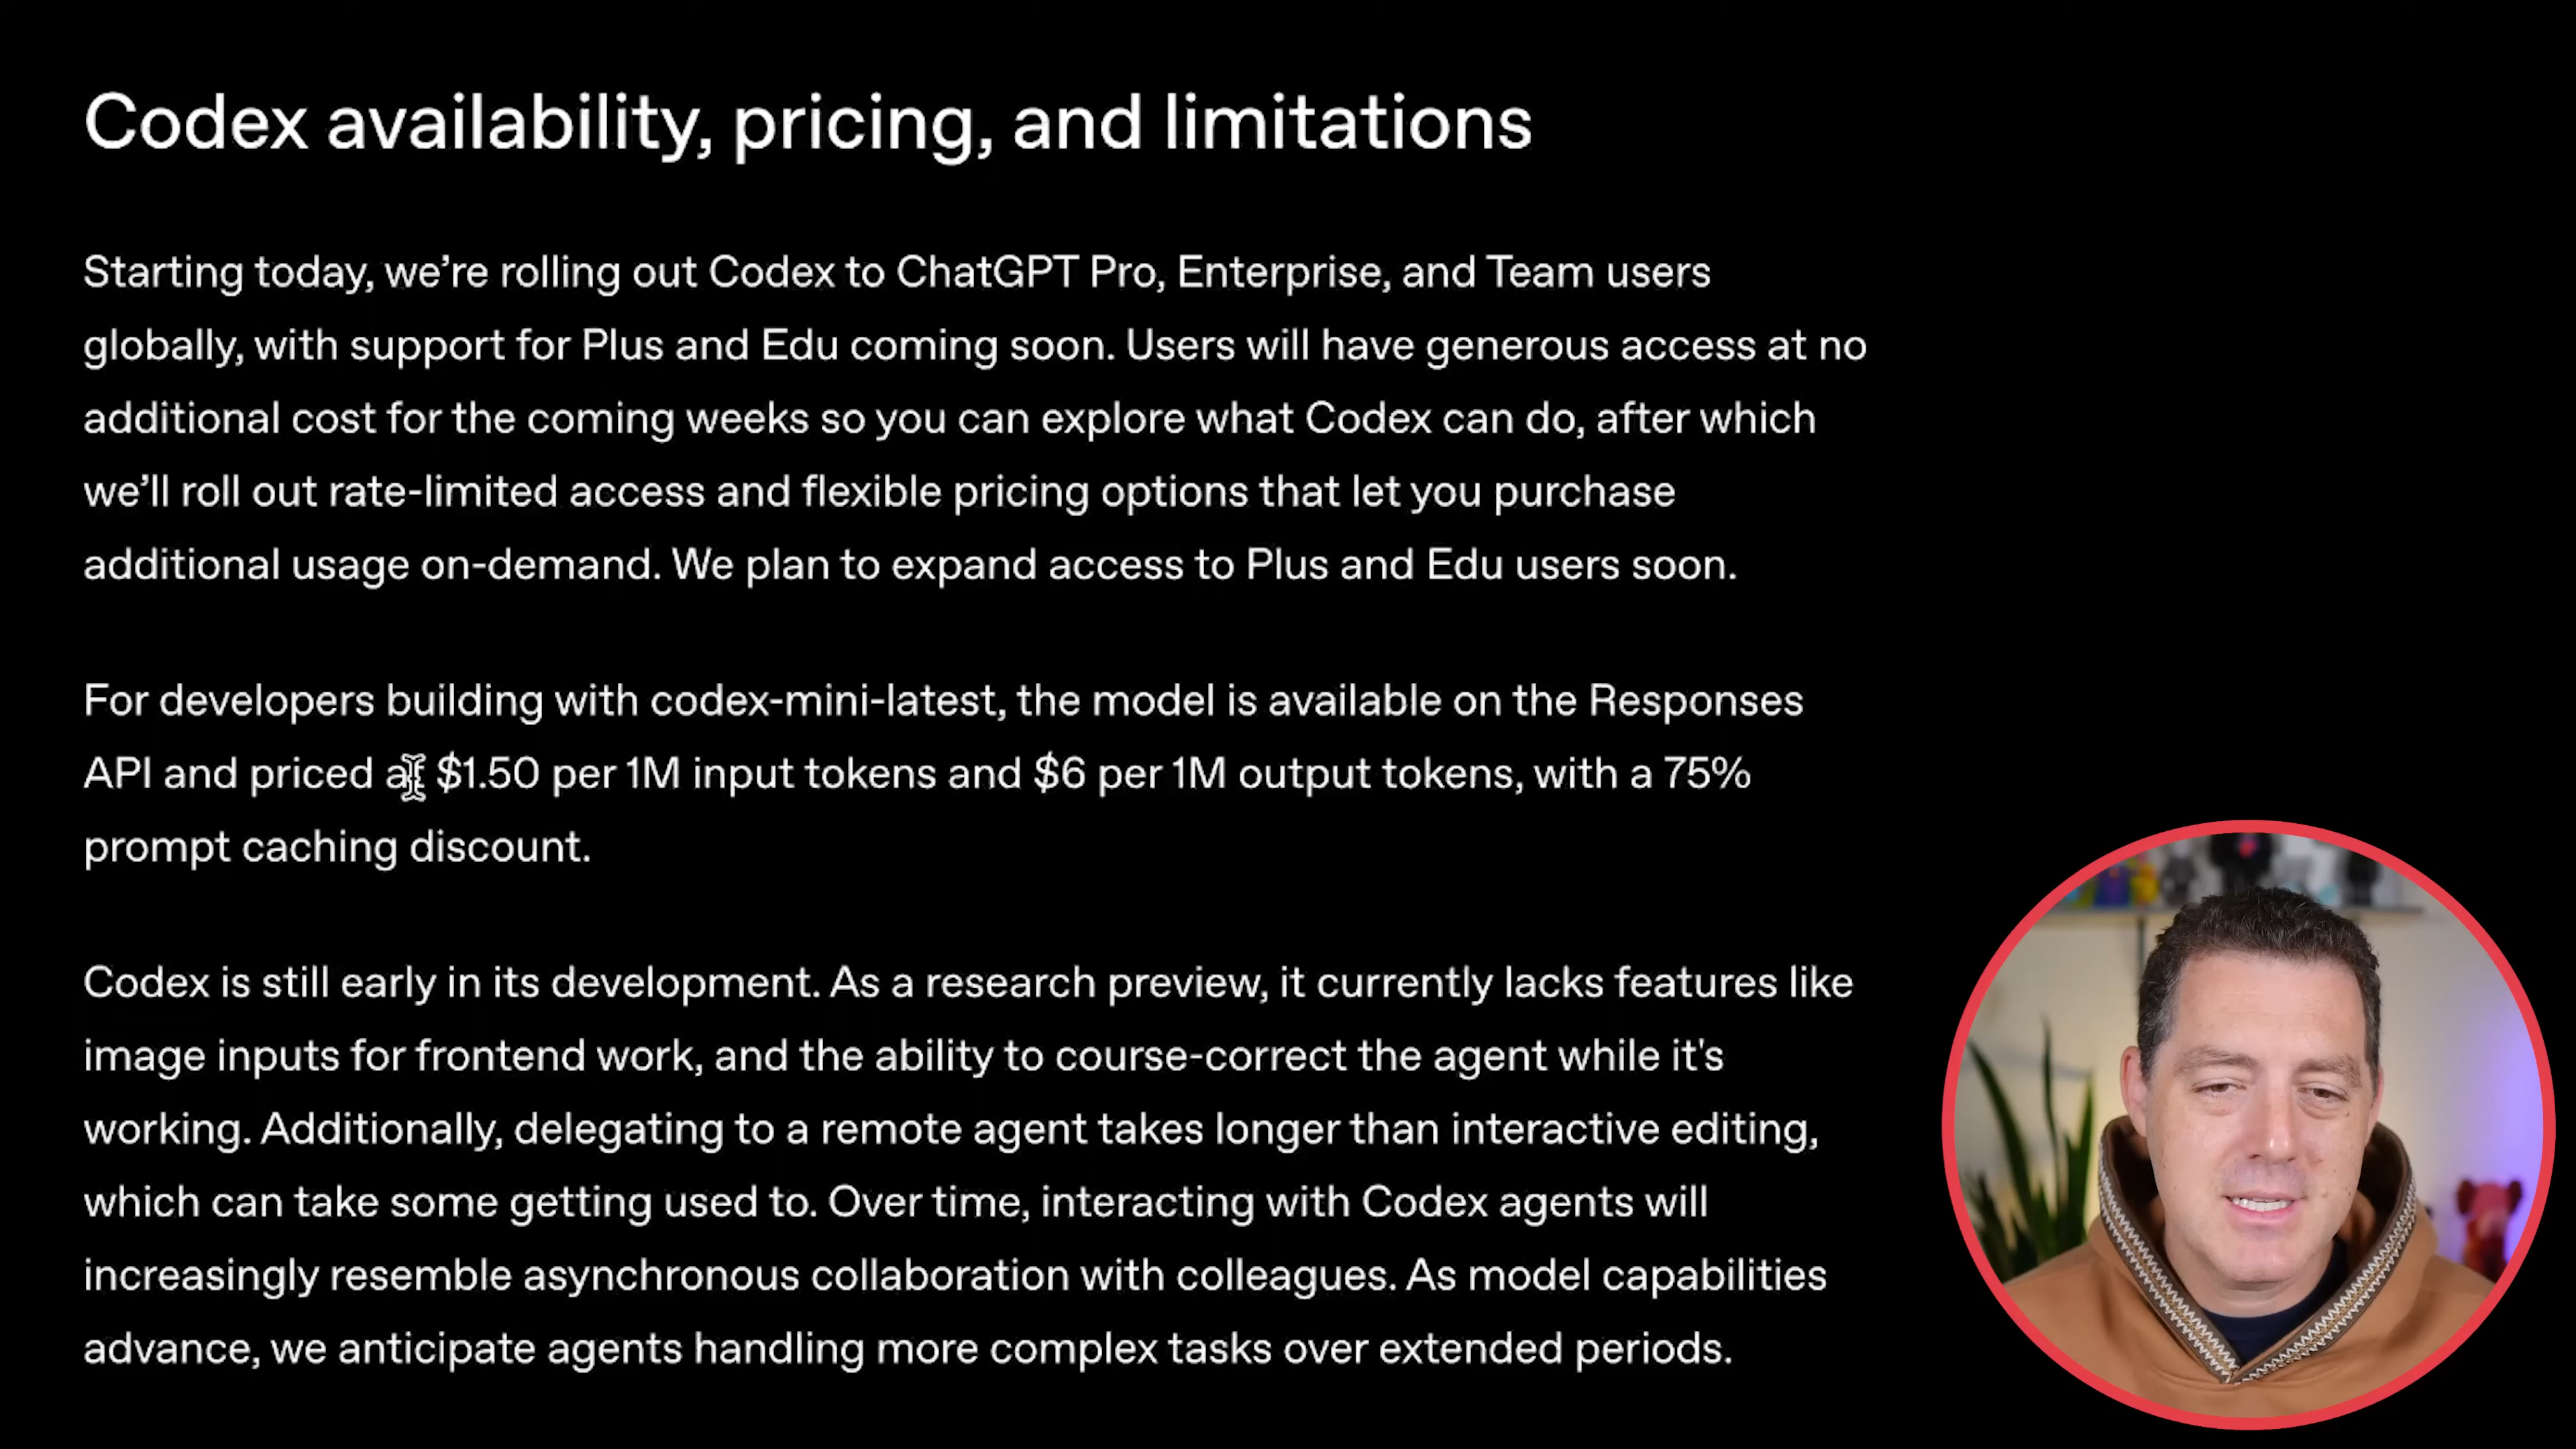 Codex availability, pricing, and limitations
Starting today, we’re rolling out Codex to ChatGPT Pro, Enterprise, and Team users
globally, with support for Plus and Edu coming soon. Users will have generous access at no
additional cost for the coming weeks so you can explore what Codex can do, after which
we’ll roll out rate-limited access and flexible pricing options that let you purchase
additional usage on-demand. We plan to expand access to Plus and Edu users soon.
For developers building with codex-mini-latest, the model is available on the Responses
API and priced at $1.50 per 1M input tokens and $6 per 1M output tokens, with a 75%
prompt caching discount.
Codex is still early in its development. As a research preview, it currently lacks features like
image inputs for frontend work, and the ability to course-correct the agent while it's
working. Additionally, delegating to a remote agent takes longer than interactive editing,
which can take some getting used to. Over time, interacting with Codex agents will
increasingly resemble asynchronous collaboration with colleagues. As model capabilities
advance, we anticipate agents handling more complex tasks over extended periods.